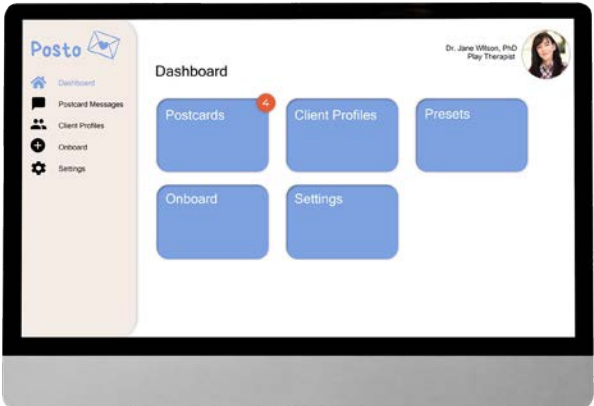 Posto
Dashboard
Postcard Messages
Client Profiles
Onboard
Settings
Dr. Jane Wilson, PhD
Play Therapist
Dashboard
Postcards
4
Client Profiles
Presets
Onboard
Settings